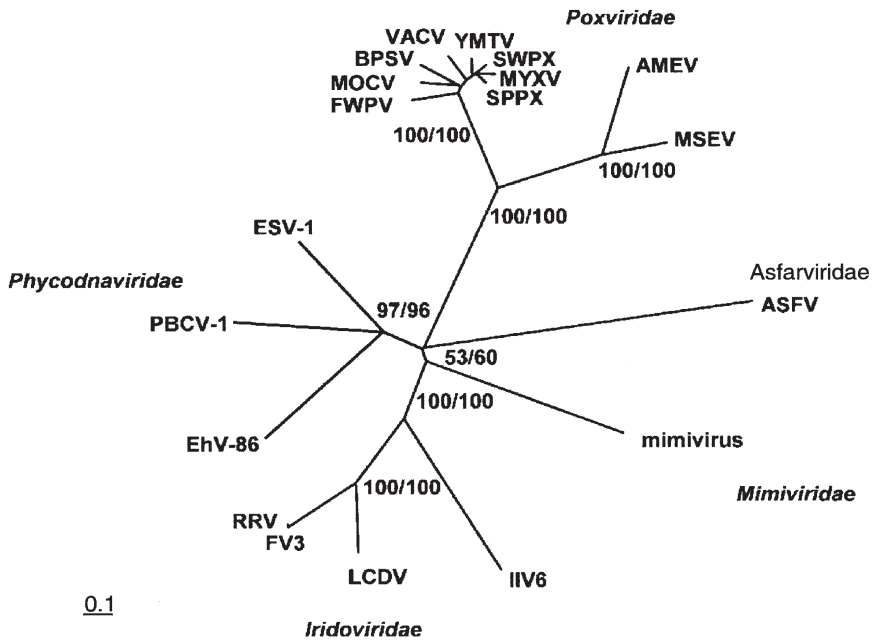 Poxviridae
VACV
YMTV
BPSV
SWPX
MOCV
MYXV
FWPV
SPPX
AMEV
100/100
MSEV
100/100
100/100
ESV-1
Phycodnaviridae
Asfarviridae
ASFV
97/96
PBCV-1
53/60
100/100
EhV-86
mimivirus
Mimiviridae
100/100
RRV
FV3
LCDV
IIV6
0.1
Iridoviridae